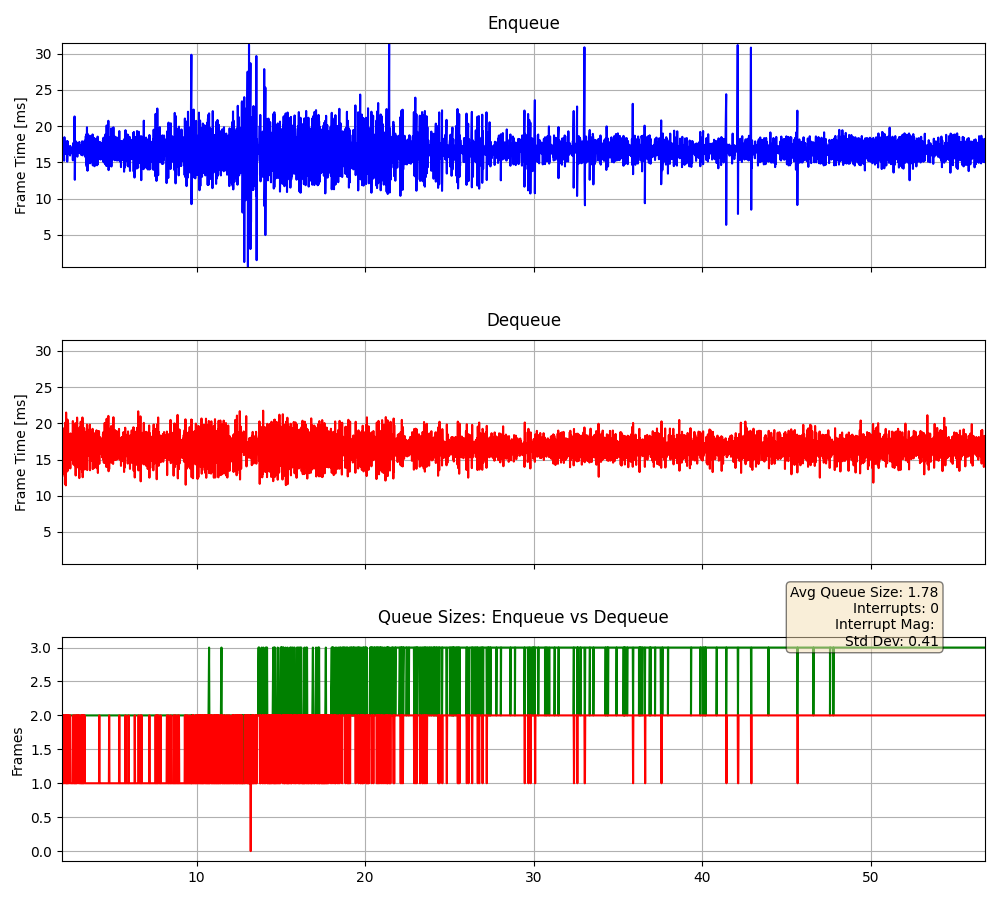 Enqueue
Frame Time [ms]
30
25
20
15
10
5
Dequeue
Frame Time [ms]
30
25
20
15
10
5
Avg Queue Size: 1.78
Interrupts: 0
Interrupt Mag:
Std Dev: 0.41
Queue Sizes: Enqueue vs Dequeue
Frames
3.0
2.5
2.0
1.5
1.0
0.5
0.0
10 20 30 40 50